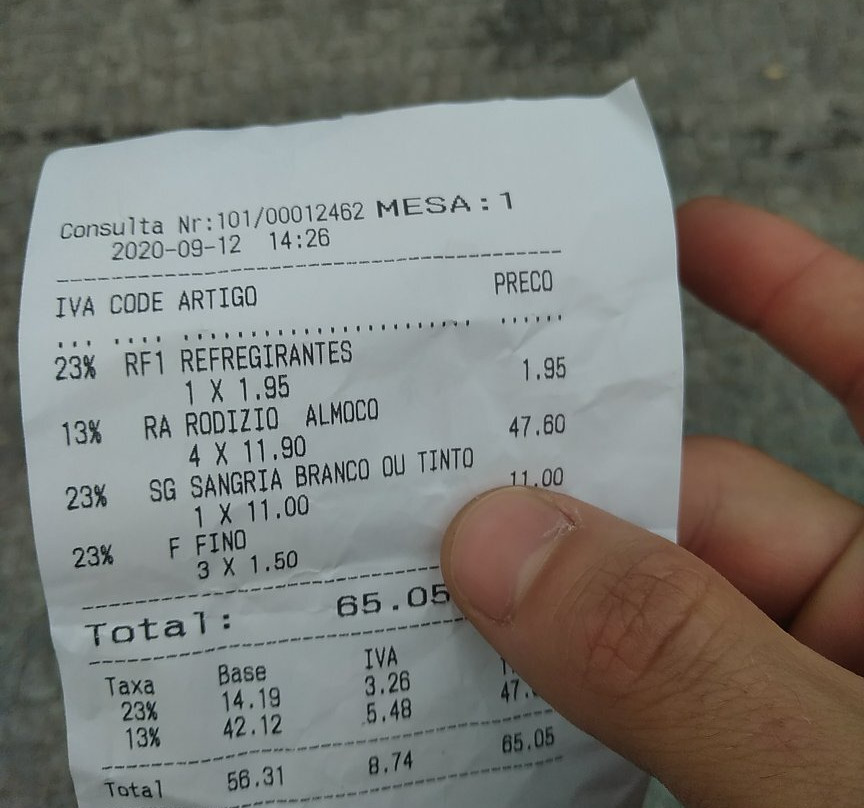 Consulta Nr:101/00012462 MESA:1
2020-09-12 14:26
IVA CODE ARTIGO PRECO
23% RF1 REFREGIRANTES 1.95
1 X 1.95
13% RA RODIZIO ALMOCO 47.60
4 X 11.90
23% SG SANGRIA BRANCO OU TINTO 11.00
1 X 11.00
23% F FINO
3 X 1.50
Total: 65.05
Taxa Base IVA
23% 14.19 3.26
13% 42.12 5.48 47.
Total 56.31 8.74 65.05